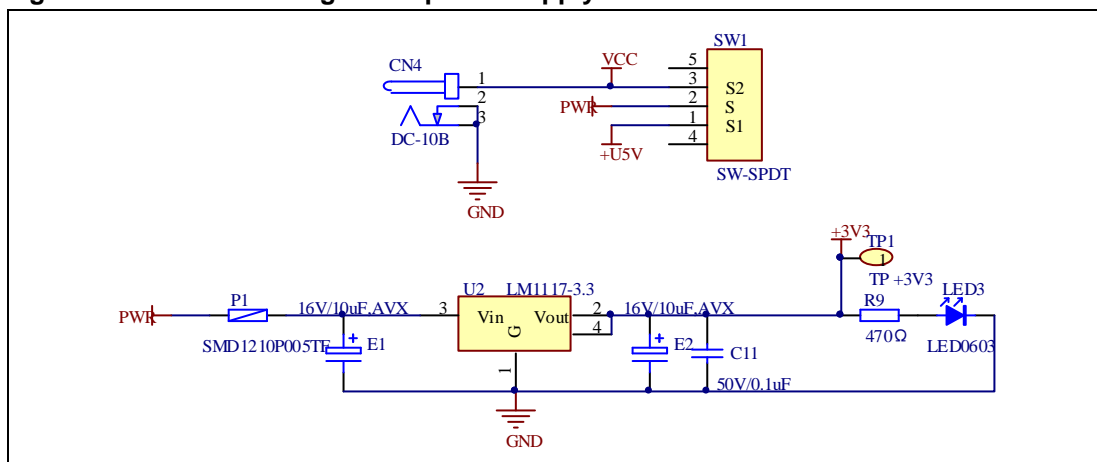 SW1
VCC
CN4
5
1
3
S2
2
PWR
2
S
3
1
S1
DC-10B
+U5V
4
SW-SPDT
GND
+3V3
TP1
1
TP +3V3
P1
U2
LM1117-3.3
R9
LED3
PWR
16V/10uF,AVX
3
Vin
Vout
2
16V/10uF,AVX
G
4
SMD1210P005TF
E1
E2
C11
470Ω
LED0603
1
50V/0.1uF
GND